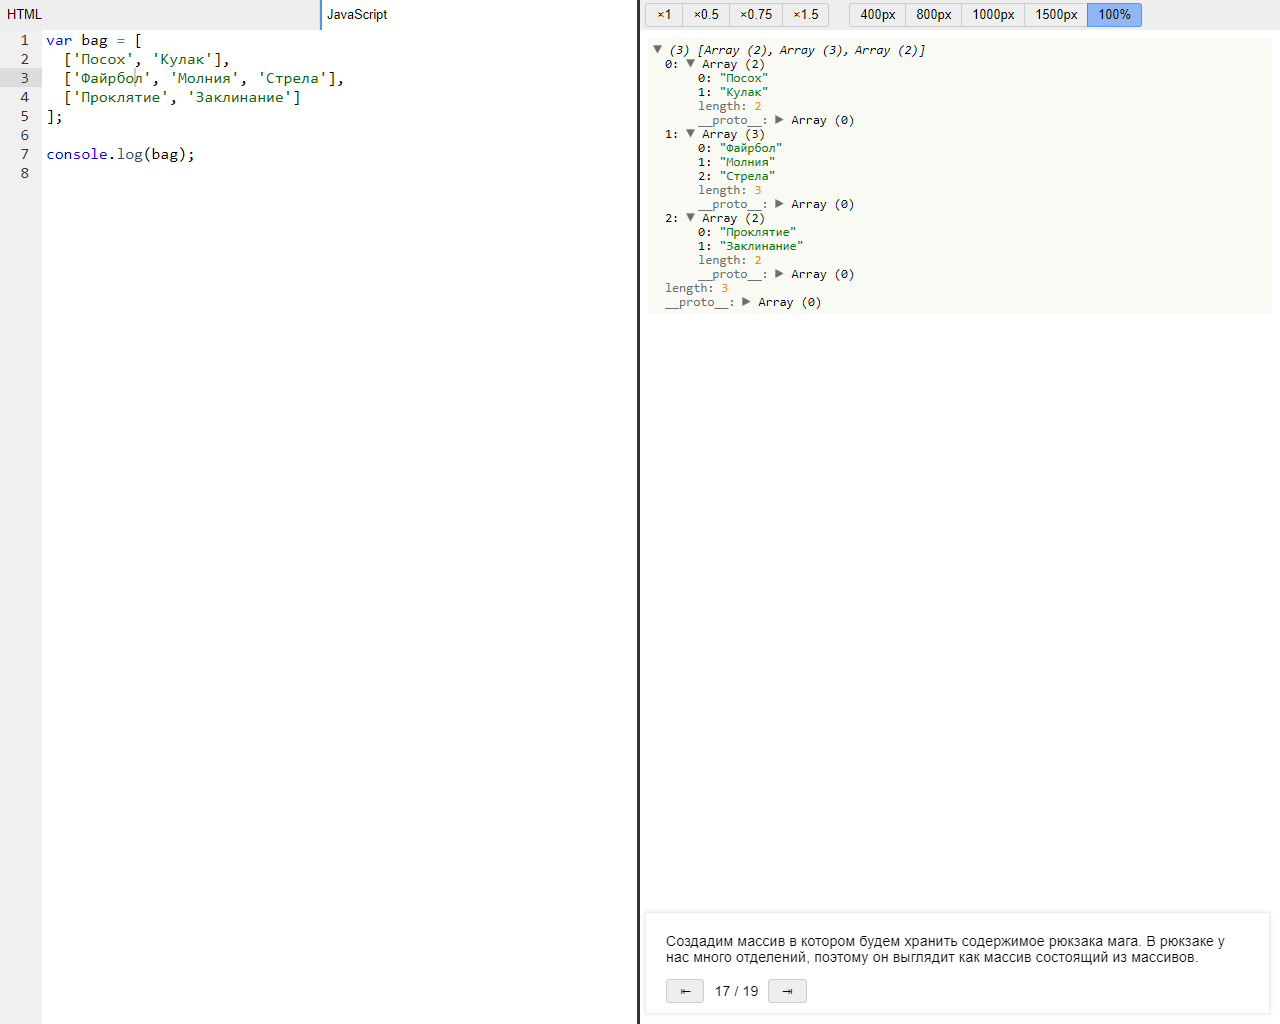 HTML
JavaScript
1 var bag = [
2   ['Посох', 'Кулак'],
3   ['Файрбол', 'Молния', 'Стрела'],
4   ['Проклятие', 'Заклинание']
5 ];
6
7 console.log(bag);
8
×1 ×0.5 ×0.75 ×1.5 400px 800px 1000px 1500px 100%
▼ (3) [Array (2), Array (3), Array (2)]
0: ▼ Array (2)
0: "Посох"
1: "Кулак"
length: 2
__proto__: ▶ Array (0)
1: ▼ Array (3)
0: "Файрбол"
1: "Молния"
2: "Стрела"
length: 3
__proto__: ▶ Array (0)
2: ▼ Array (2)
0: "Проклятие"
1: "Заклинание"
length: 2
__proto__: ▶ Array (0)
length: 3
__proto__: ▶ Array (0)
Создадим массив в котором будем хранить содержимое рюкзака мага. В рюкзаке у
нас много отделений, поэтому он выглядит как массив состоящий из массивов.
⇤ 17 / 19 ⇥